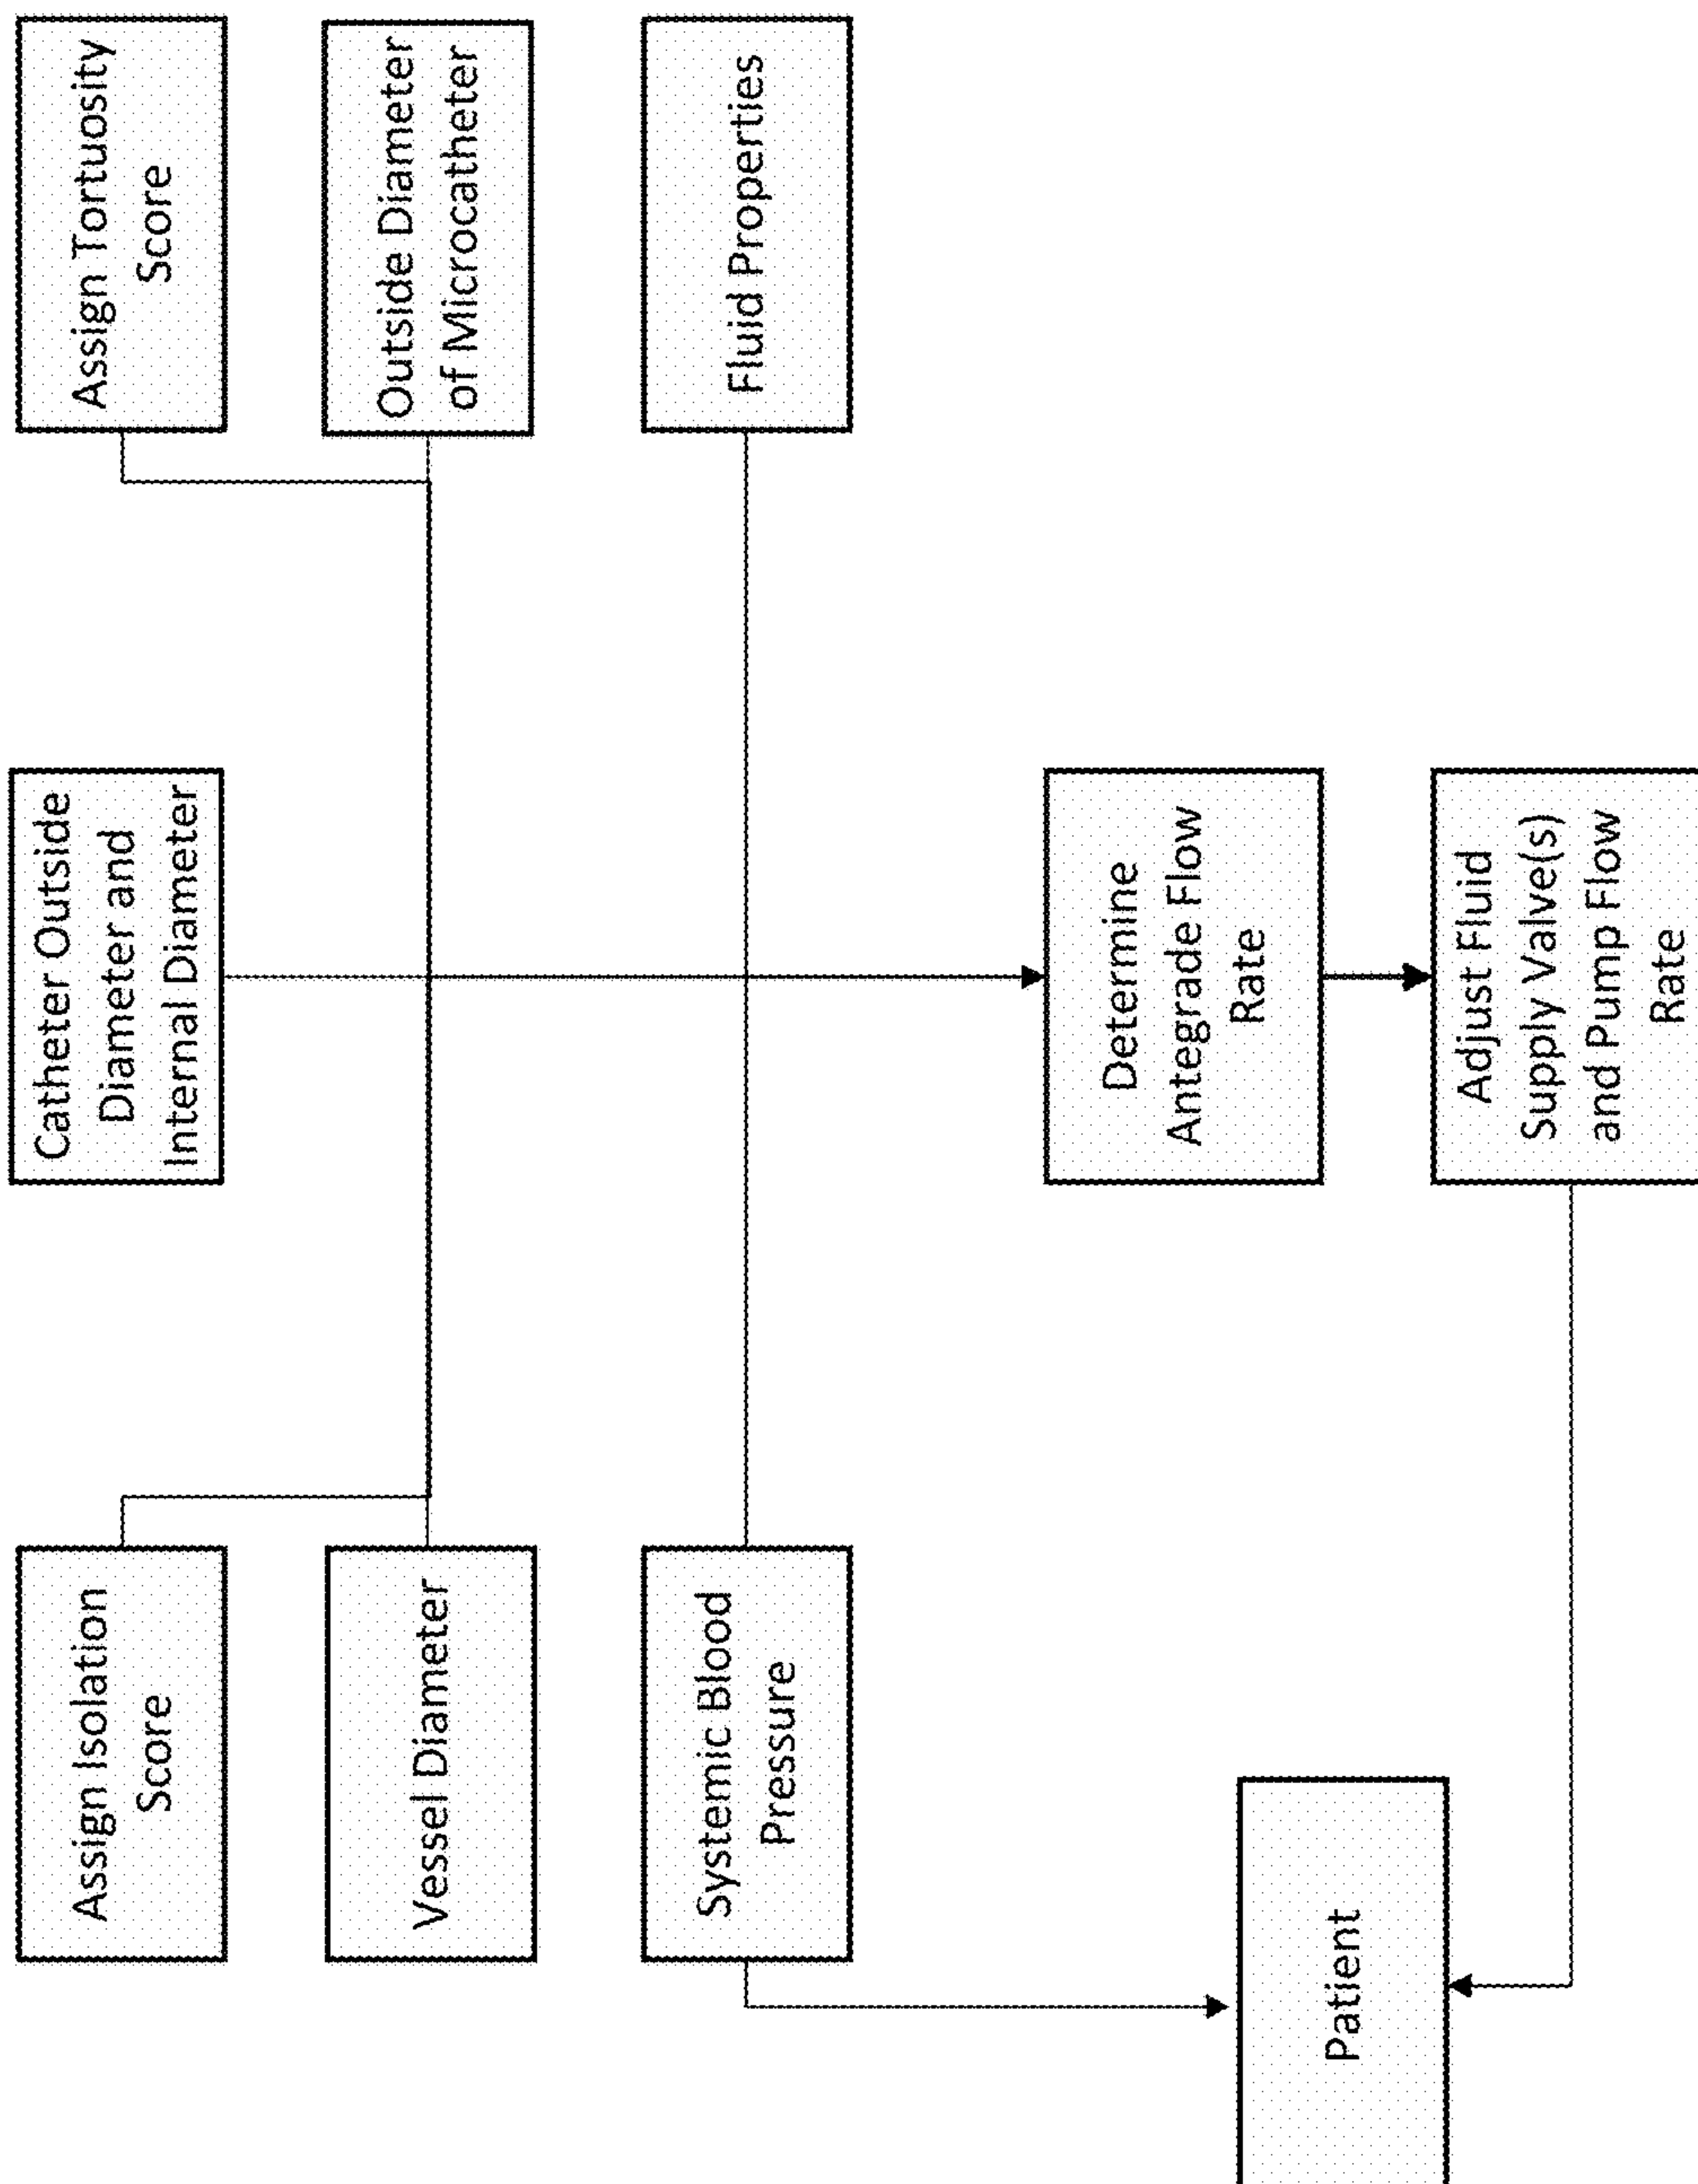 Assign Isolation
Score
Catheter Outside
Diameter and
Internal Diameter
Assign Tortuosity
Score
Vessel Diameter
Outside Diameter
of Microcatheter
Systemic Blood
Pressure
Fluid Properties
Determine
Antegrade Flow
Rate
Patient
Adjust Fluid
Supply Valve(s)
and Pump Flow
Rate